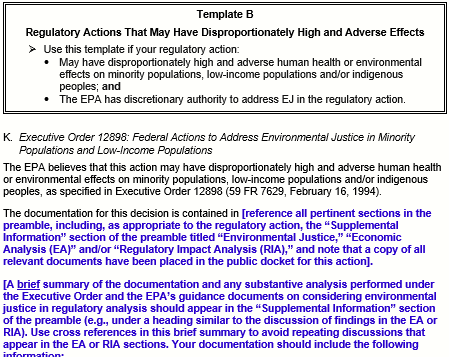 Template B
Regulatory Actions That May Have Disproportionately High and Adverse Effects
➢ Use this template if your regulatory action:
• May have disproportionately high and adverse human health or environmental
effects on minority populations, low-income populations and/or indigenous
peoples; and
• The EPA has discretionary authority to address EJ in the regulatory action.
K. Executive Order 12898: Federal Actions to Address Environmental Justice in Minority
Populations and Low-Income Populations
The EPA believes that this action may have disproportionately high and adverse human health
or environmental effects on minority populations, low-income populations and/or indigenous
peoples, as specified in Executive Order 12898 (59 FR 7629, February 16, 1994).
The documentation for this decision is contained in [reference all pertinent sections in the
preamble, including, as appropriate to the regulatory action, the “Supplemental
Information” section of the preamble titled “Environmental Justice,” “Economic
Analysis (EA)” and/or “Regulatory Impact Analysis (RIA),” and note that a copy of all
relevant documents have been placed in the public docket for this action].
[A brief summary of the documentation and any substantive analysis performed under
the Executive Order and the EPA’s guidance documents on considering environmental
justice in regulatory analysis should appear in the “Supplemental Information” section
of the preamble (e.g., under a heading similar to the discussion of findings in the EA or
RIA). Use cross references in this brief summary to avoid repeating discussions that
appear in the EA or RIA sections. Your documentation should include the following
information: